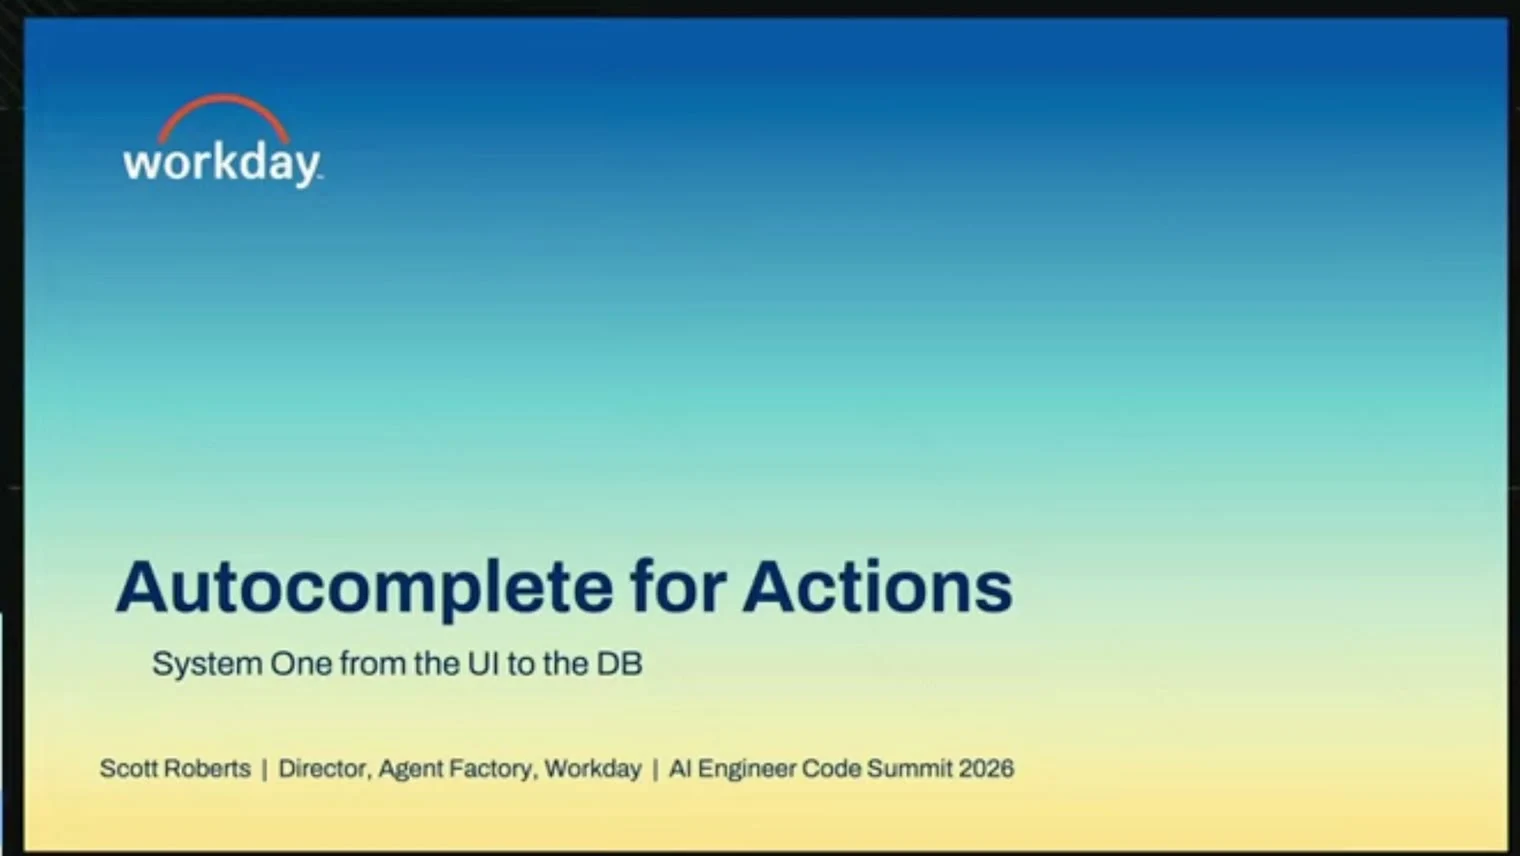 workday
Autocomplete for Actions
System One from the UI to the DB
Scott Roberts | Director, Agent Factory, Workday | AI Engineer Code Summit 2026